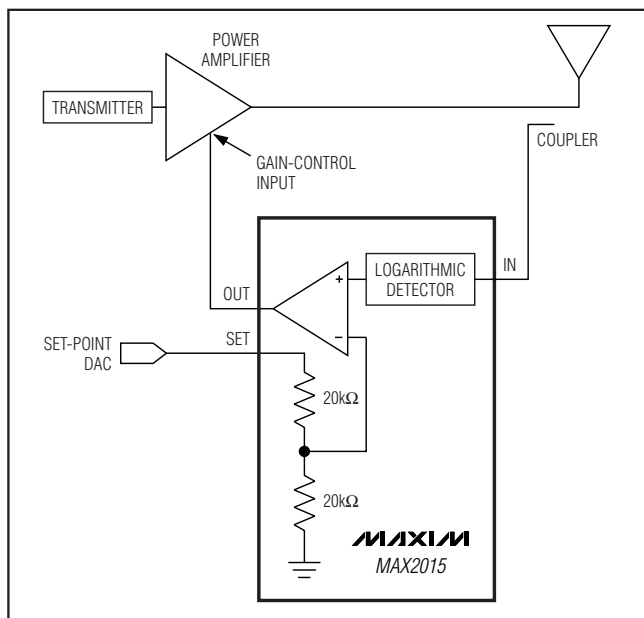 POWER
AMPLIFIER
TRANSMITTER
GAIN-CONTROL
INPUT
COUPLER
IN
LOGARITHMIC
DETECTOR
+
−
OUT
SET
SET-POINT
DAC
20kΩ
20kΩ
MAXIM
MAX2015